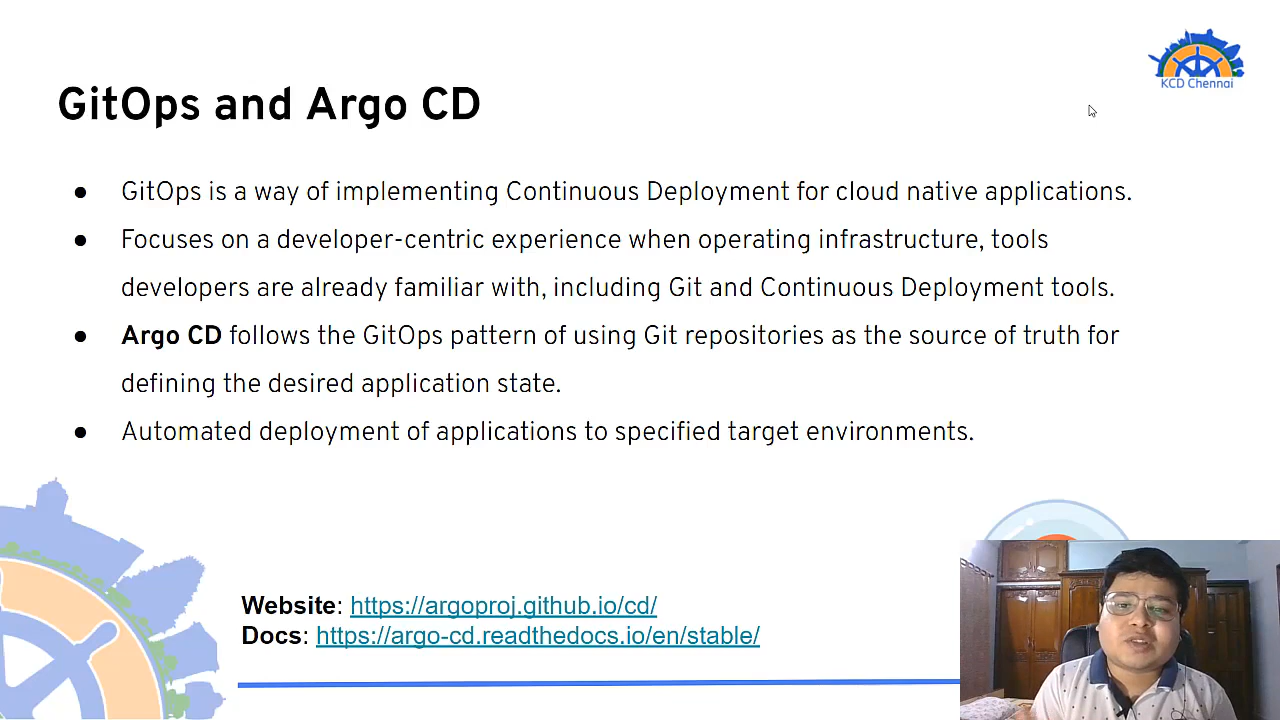 KCD Chennai
GitOps and Argo CD
● GitOps is a way of implementing Continuous Deployment for cloud native applications.
● Focuses on a developer-centric experience when operating infrastructure, tools
developers are already familiar with, including Git and Continuous Deployment tools.
● Argo CD follows the GitOps pattern of using Git repositories as the source of truth for
defining the desired application state.
● Automated deployment of applications to specified target environments.
Website: https://argoproj.github.io/cd/
Docs: https://argo-cd.readthedocs.io/en/stable/